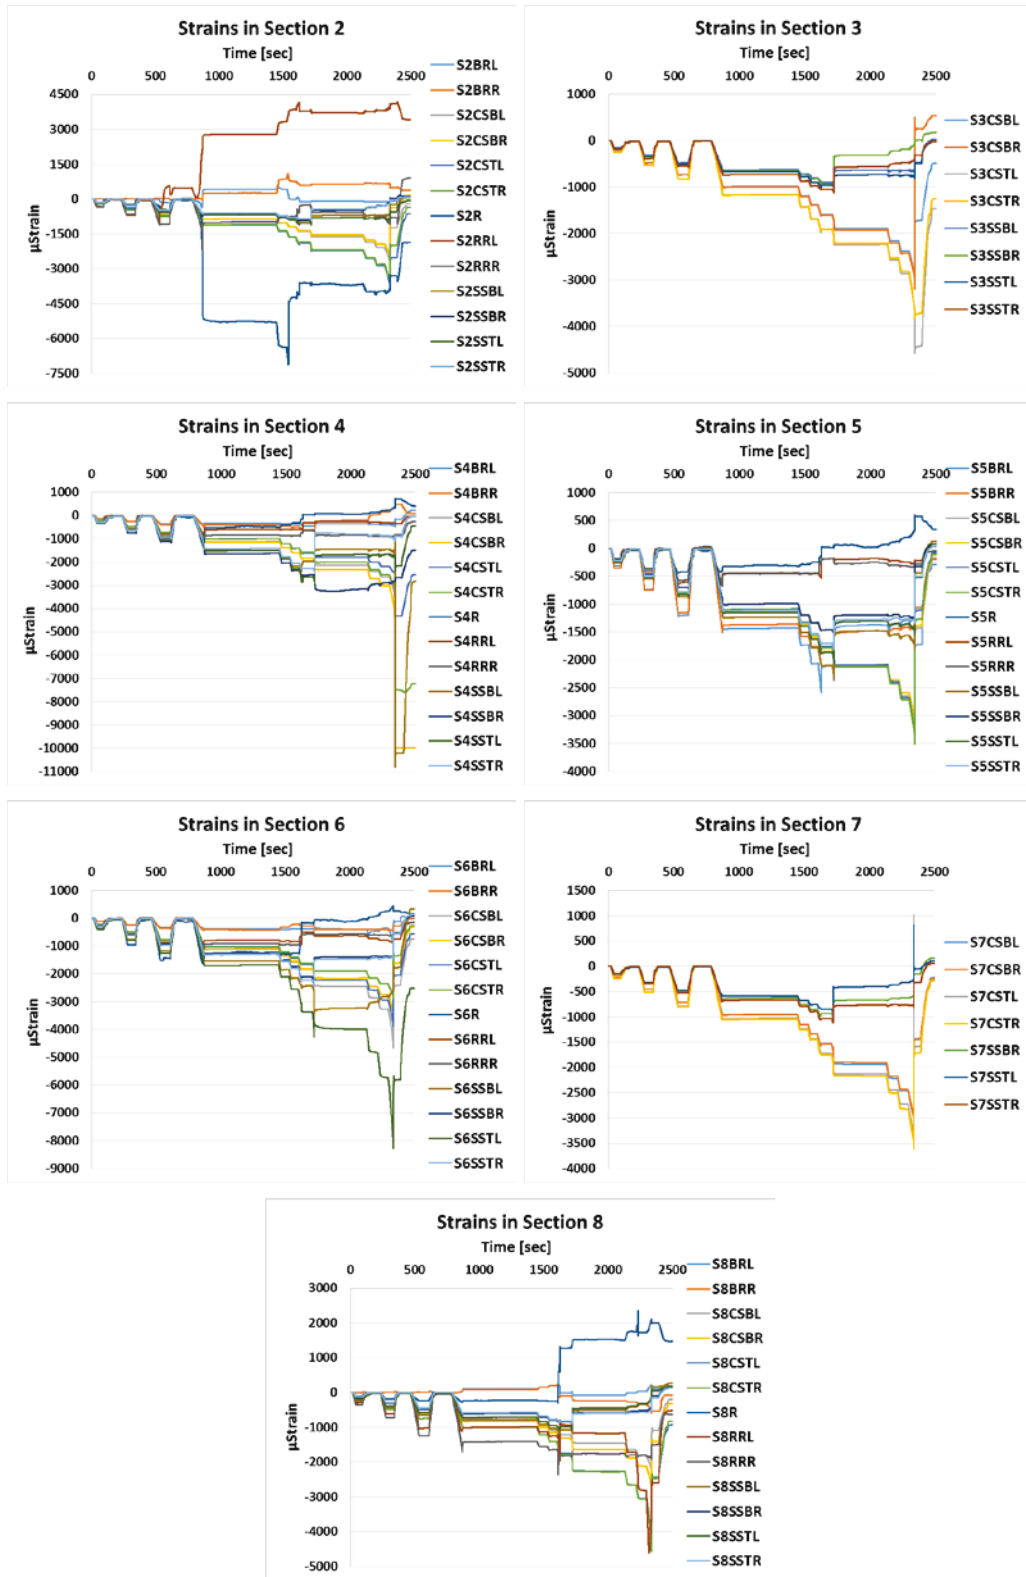 Strains in Section 2
Time [sec]
0 500 1000 1500 2000 2500
4500
3000
1500
0
-1500
-3000
-4500
-6000
-7500
µStrain
S2BRL
S2BRR
S2CSBL
S2CSBR
S2CSTL
S2CSTR
S2R
S2RRL
S2RRR
S2SSBL
S2SSBR
S2SSTL
S2SSTR
Strains in Section 3
Time [sec]
0 500 1000 1500 2000 2500
1000
0
-1000
-2000
-3000
-4000
-5000
µStrain
S3CSBL
S3CSBR
S3CSTL
S3CSTR
S3SSBL
S3SSBR
S3SSTL
S3SSTR
Strains in Section 4
Time [sec]
0 500 1000 1500 2000 2500
1000
0
-1000
-2000
-3000
-4000
-5000
-6000
-7000
-8000
-9000
-10000
-11000
µStrain
S4BRL
S4BRR
S4CSBL
S4CSBR
S4CSTL
S4CSTR
S4R
S4RRL
S4RRR
S4SSBL
S4SSBR
S4SSTL
S4SSTR
Strains in Section 5
Time [sec]
0 500 1000 1500 2000 2500
1000
500
0
-500
-1000
-1500
-2000
-2500
-3000
-3500
-4000
µStrain
S5BRL
S5BRR
S5CSBL
S5CSBR
S5CSTL
S5CSTR
S5R
S5RRL
S5RRR
S5SSBL
S5SSBR
S5SSTL
S5SSTR
Strains in Section 6
Time [sec]
0 500 1000 1500 2000 2500
1000
0
-1000
-2000
-3000
-4000
-5000
-6000
-7000
-8000
-9000
µStrain
S6BRL
S6BRR
S6CSBL
S6CSBR
S6CSTL
S6CSTR
S6R
S6RRL
S6RRR
S6SSBL
S6SSBR
S6SSTL
S6SSTR
Strains in Section 7
Time [sec]
0 500 1000 1500 2000 2500
1500
1000
500
0
-500
-1000
-1500
-2000
-2500
-3000
-3500
-4000
µStrain
S7CSBL
S7CSBR
S7CSTL
S7CSTR
S7SSBR
S7SSTL
S7SSTR
Strains in Section 8
Time [sec]
0 500 1000 1500 2000 2500
3000
2000
1000
0
-1000
-2000
-3000
-4000
-5000
µStrain
S8BRL
S8BRR
S8CSBL
S8CSBR
S8CSTL
S8CSTR
S8R
S8RRL
S8RRR
S8SSBL
S8SSBR
S8SSTL
S8SSTR